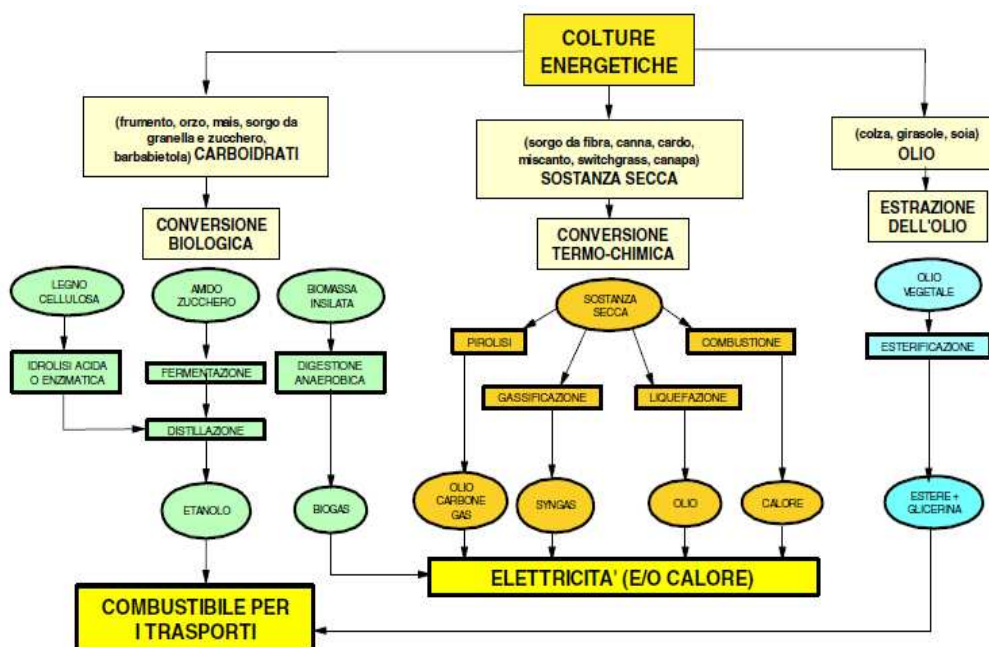 COLTURE
ENERGETICHE
(frumento, orzo, mais, sorgo da
granella e zucchero,
barbabietola) CARBOIDRATI
(sorgo da fibra, canna, cardo,
miscanto, switchgrass, canapa)
SOSTANZA SECCA
(colza, girasole, soia)
OLIO
CONVERSIONE
BIOLOGICA
CONVERSIONE
TERMO-CHIMICA
ESTRAZIONE
DELL'OLIO
LEGNO
CELLULOSA
AMIDO
ZUCCHERO
BIOMASSA
INSILATA
SOSTANZA
SECCA
OLIO
VEGETALE
IDROLISI ACIDA
O ENZIMATICA
FERMENTAZIONE
DIGESTIONE
ANAEROBICA
PIROLISI
COMBUSTIONE
ESTERIFICAZIONE
GASSIFICAZIONE
LIQUEFAZIONE
DISTILLAZIONE
ETANOLO
BIOGAS
OLIO
CARBONE
GAS
SYNGAS
OLIO
CALORE
ESTERE +
GLICERINA
ELETTRICITA' (E/O CALORE)
COMBUSTIBILE PER
I TRASPORTI